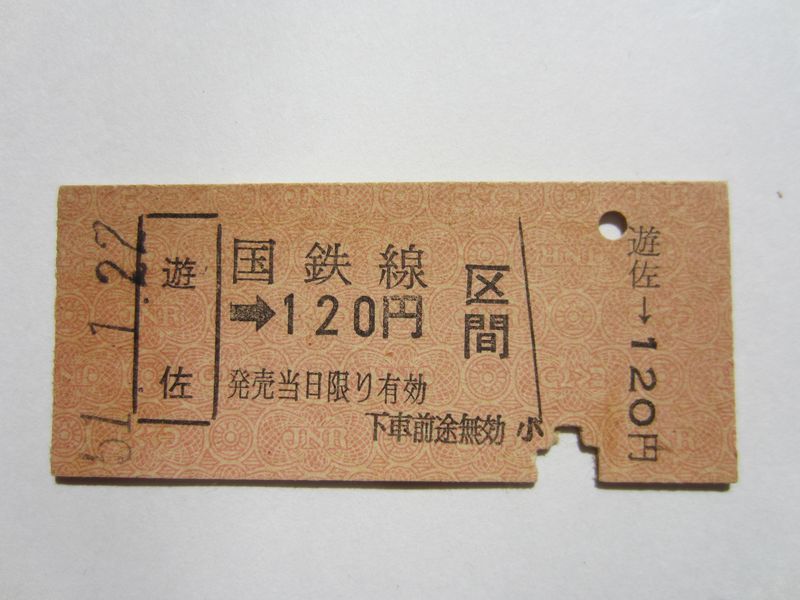 51.1.22
遊佐
国鉄線
➡120円
区間
発売当日限り有効
下車前途無効 小
遊佐→120円
JNR